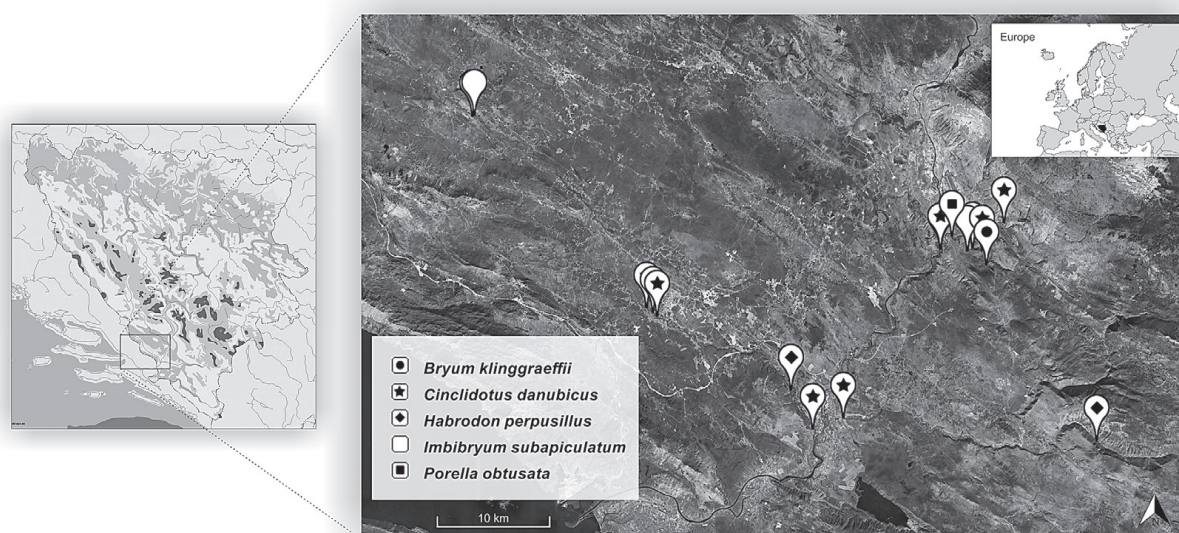 Europe
Bryum klinggraeffii
Cinclidotus danubicus
Habrodon perpusillus
Imbibryum subapiculatum
Porella obtusata
10 km
N